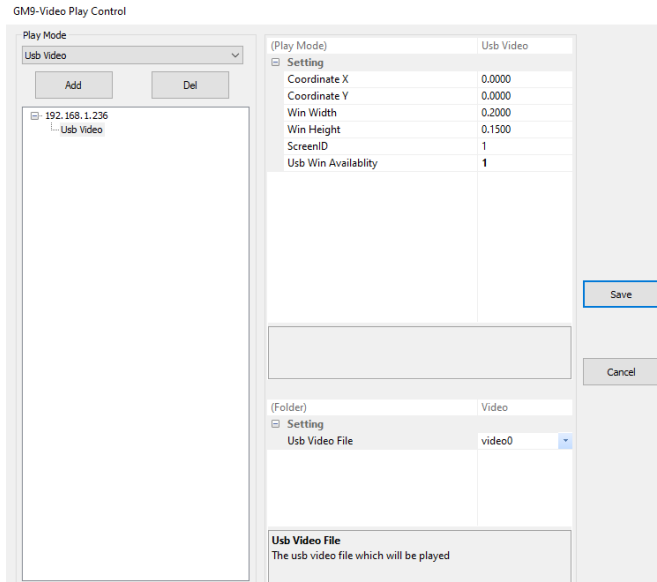 GM9-Video Play Control
Play Mode
Usb Video
Add Del
192.168.1.236
Usb Video
(Play Mode) Usb Video
Setting
Coordinate X 0.0000
Coordinate Y 0.0000
Win Width 0.2000
Win Height 0.1500
ScreenID 1
Usb Win Availablity 1
(Folder) Video
Setting
Usb Video File video0
Usb Video File
The usb video file which will be played
Save
Cancel